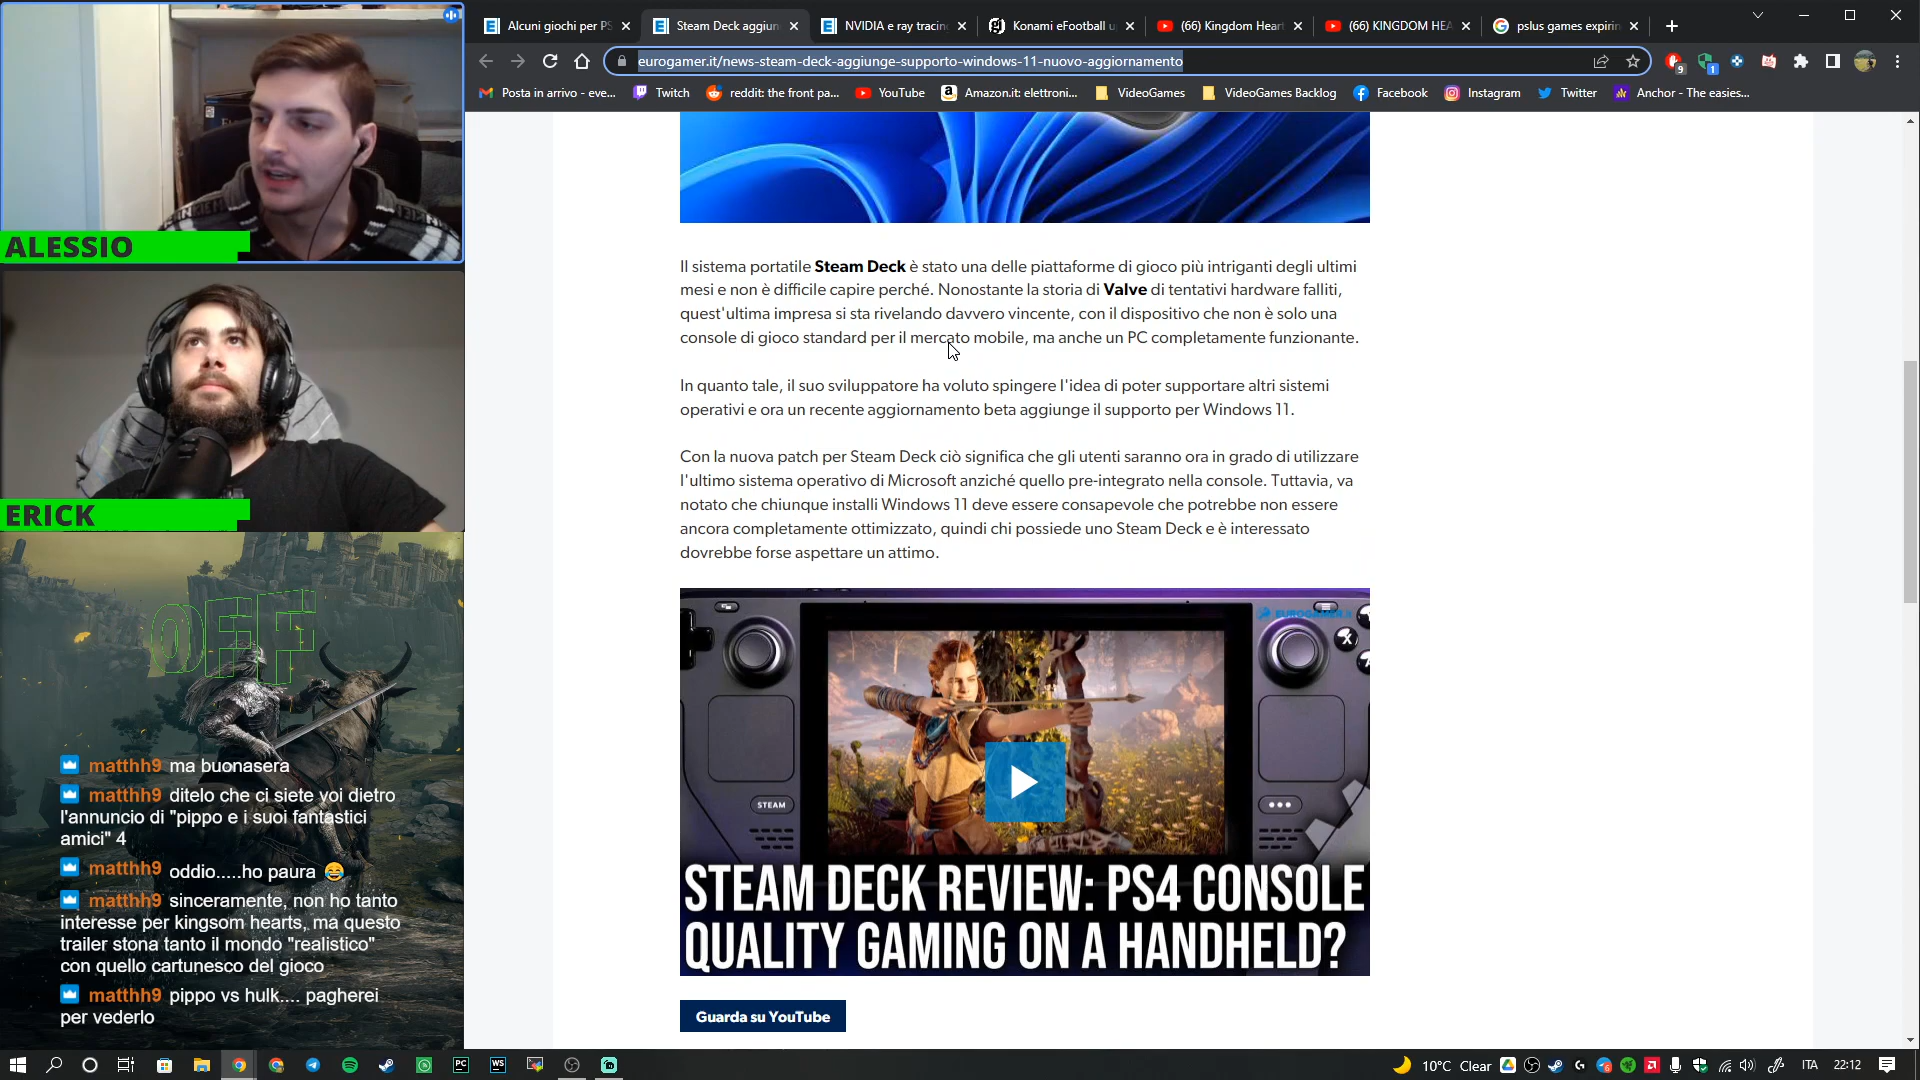 Alcuni giochi per PS
Steam Deck aggiun
NVIDIA e ray tracin
Konami eFootball u
(66) Kingdom Heart
(66) KINGDOM HEA
pslus games expirin
eurogamer.it/news-steam-deck-aggiunge-supporto-windows-11-nuovo-aggiornamento
9
1
Posta in arrivo - eve...
Twitch
reddit: the front pa...
YouTube
Amazon.it: elettroni...
VideoGames
VideoGames Backlog
Facebook
Instagram
Twitter
Anchor - The easies...
ALESSIO
ERICK
OFF
matthh9 ma buonasera
matthh9 ditelo che ci siete voi dietro
l'annuncio di "pippo e i suoi fantastici
amici" 4
matthh9 oddio.....ho paura 😂
matthh9 sinceramente, non ho tanto
interesse per kingsom hearts, ma questo
trailer stona tanto il mondo "realistico"
con quello cartunesco del gioco
matthh9 pippo vs hulk.... pagherei
per vederlo
Il sistema portatile Steam Deck è stato una delle piattaforme di gioco più intriganti degli ultimi
mesi e non è difficile capire perché. Nonostante la storia di Valve di tentativi hardware falliti,
quest'ultima impresa si sta rivelando davvero vincente, con il dispositivo che non è solo una
console di gioco standard per il mercato mobile, ma anche un PC completamente funzionante.
In quanto tale, il suo sviluppatore ha voluto spingere l'idea di poter supportare altri sistemi
operativi e ora un recente aggiornamento beta aggiunge il supporto per Windows 11.
Con la nuova patch per Steam Deck ciò significa che gli utenti saranno ora in grado di utilizzare
l'ultimo sistema operativo di Microsoft anziché quello pre-integrato nella console. Tuttavia, va
notato che chiunque installi Windows 11 deve essere consapevole che potrebbe non essere
ancora completamente ottimizzato, quindi chi possiede uno Steam Deck e è interessato
dovrebbe forse aspettare un attimo.
EUROGAMER.it
X
STEAM
STEAM DECK REVIEW: PS4 CONSOLE
QUALITY GAMING ON A HANDHELD?
Guarda su YouTube
PC
WS
10°C Clear
ITA
22:12